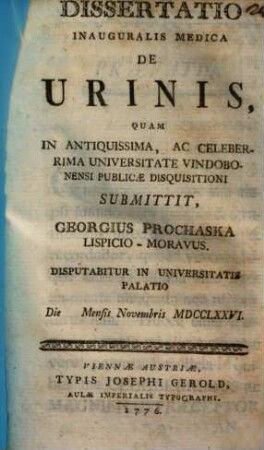 DISSERTATIO
INAUGURALIS MEDICA
DE
URINIS,
QUAM
IN ANTIQUISSIMA, AC CELEBER-
RIMA UNIVERSITATE VINDOBO-
NENSI PUBLICÆ DISQUISITIONI
SUBMITTIT,
GEORGIUS PROCHASKA
LISPICIO - MORAVUS.
DISPUTABITUR IN UNIVERSITATIS
PALATIO
Die Mensis Novembris MDCCLXXVI.
VIENNÆ AUSTRIÆ,
TYPIS JOSEPHI GEROLD,
AULÆ IMPERIALIS TYPOGRAPHI.
1776.